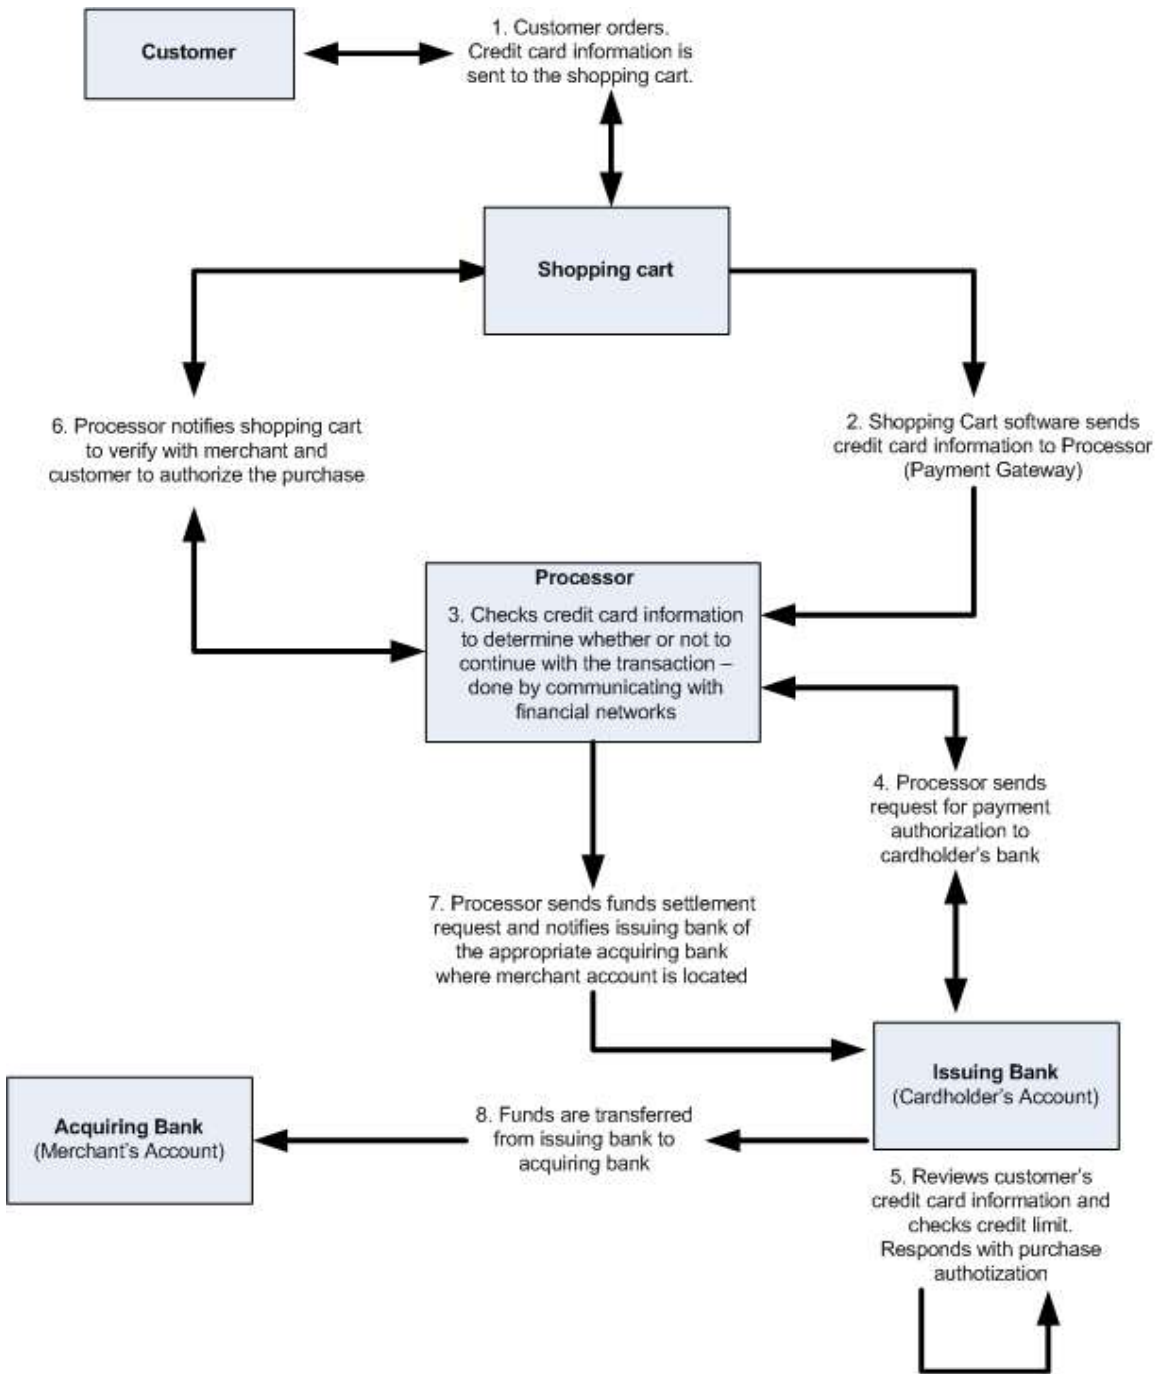 Customer
1. Customer orders.
Credit card information is
sent to the shopping cart.
Shopping cart
6. Processor notifies shopping cart
to verify with merchant and
customer to authorize the purchase
2. Shopping Cart software sends
credit card information to Processor
(Payment Gateway)
Processor
3. Checks credit card information
to determine whether or not to
continue with the transaction –
done by communicating with
financial networks
4. Processor sends
request for payment
authorization to
cardholder's bank
7. Processor sends funds settlement
request and notifies issuing bank of
the appropriate acquiring bank
where merchant account is located
Issuing Bank
(Cardholder's Account)
Acquiring Bank
(Merchant's Account)
8. Funds are transferred
from issuing bank to
acquiring bank
5. Reviews customer's
credit card information and
checks credit limit.
Responds with purchase
authotization